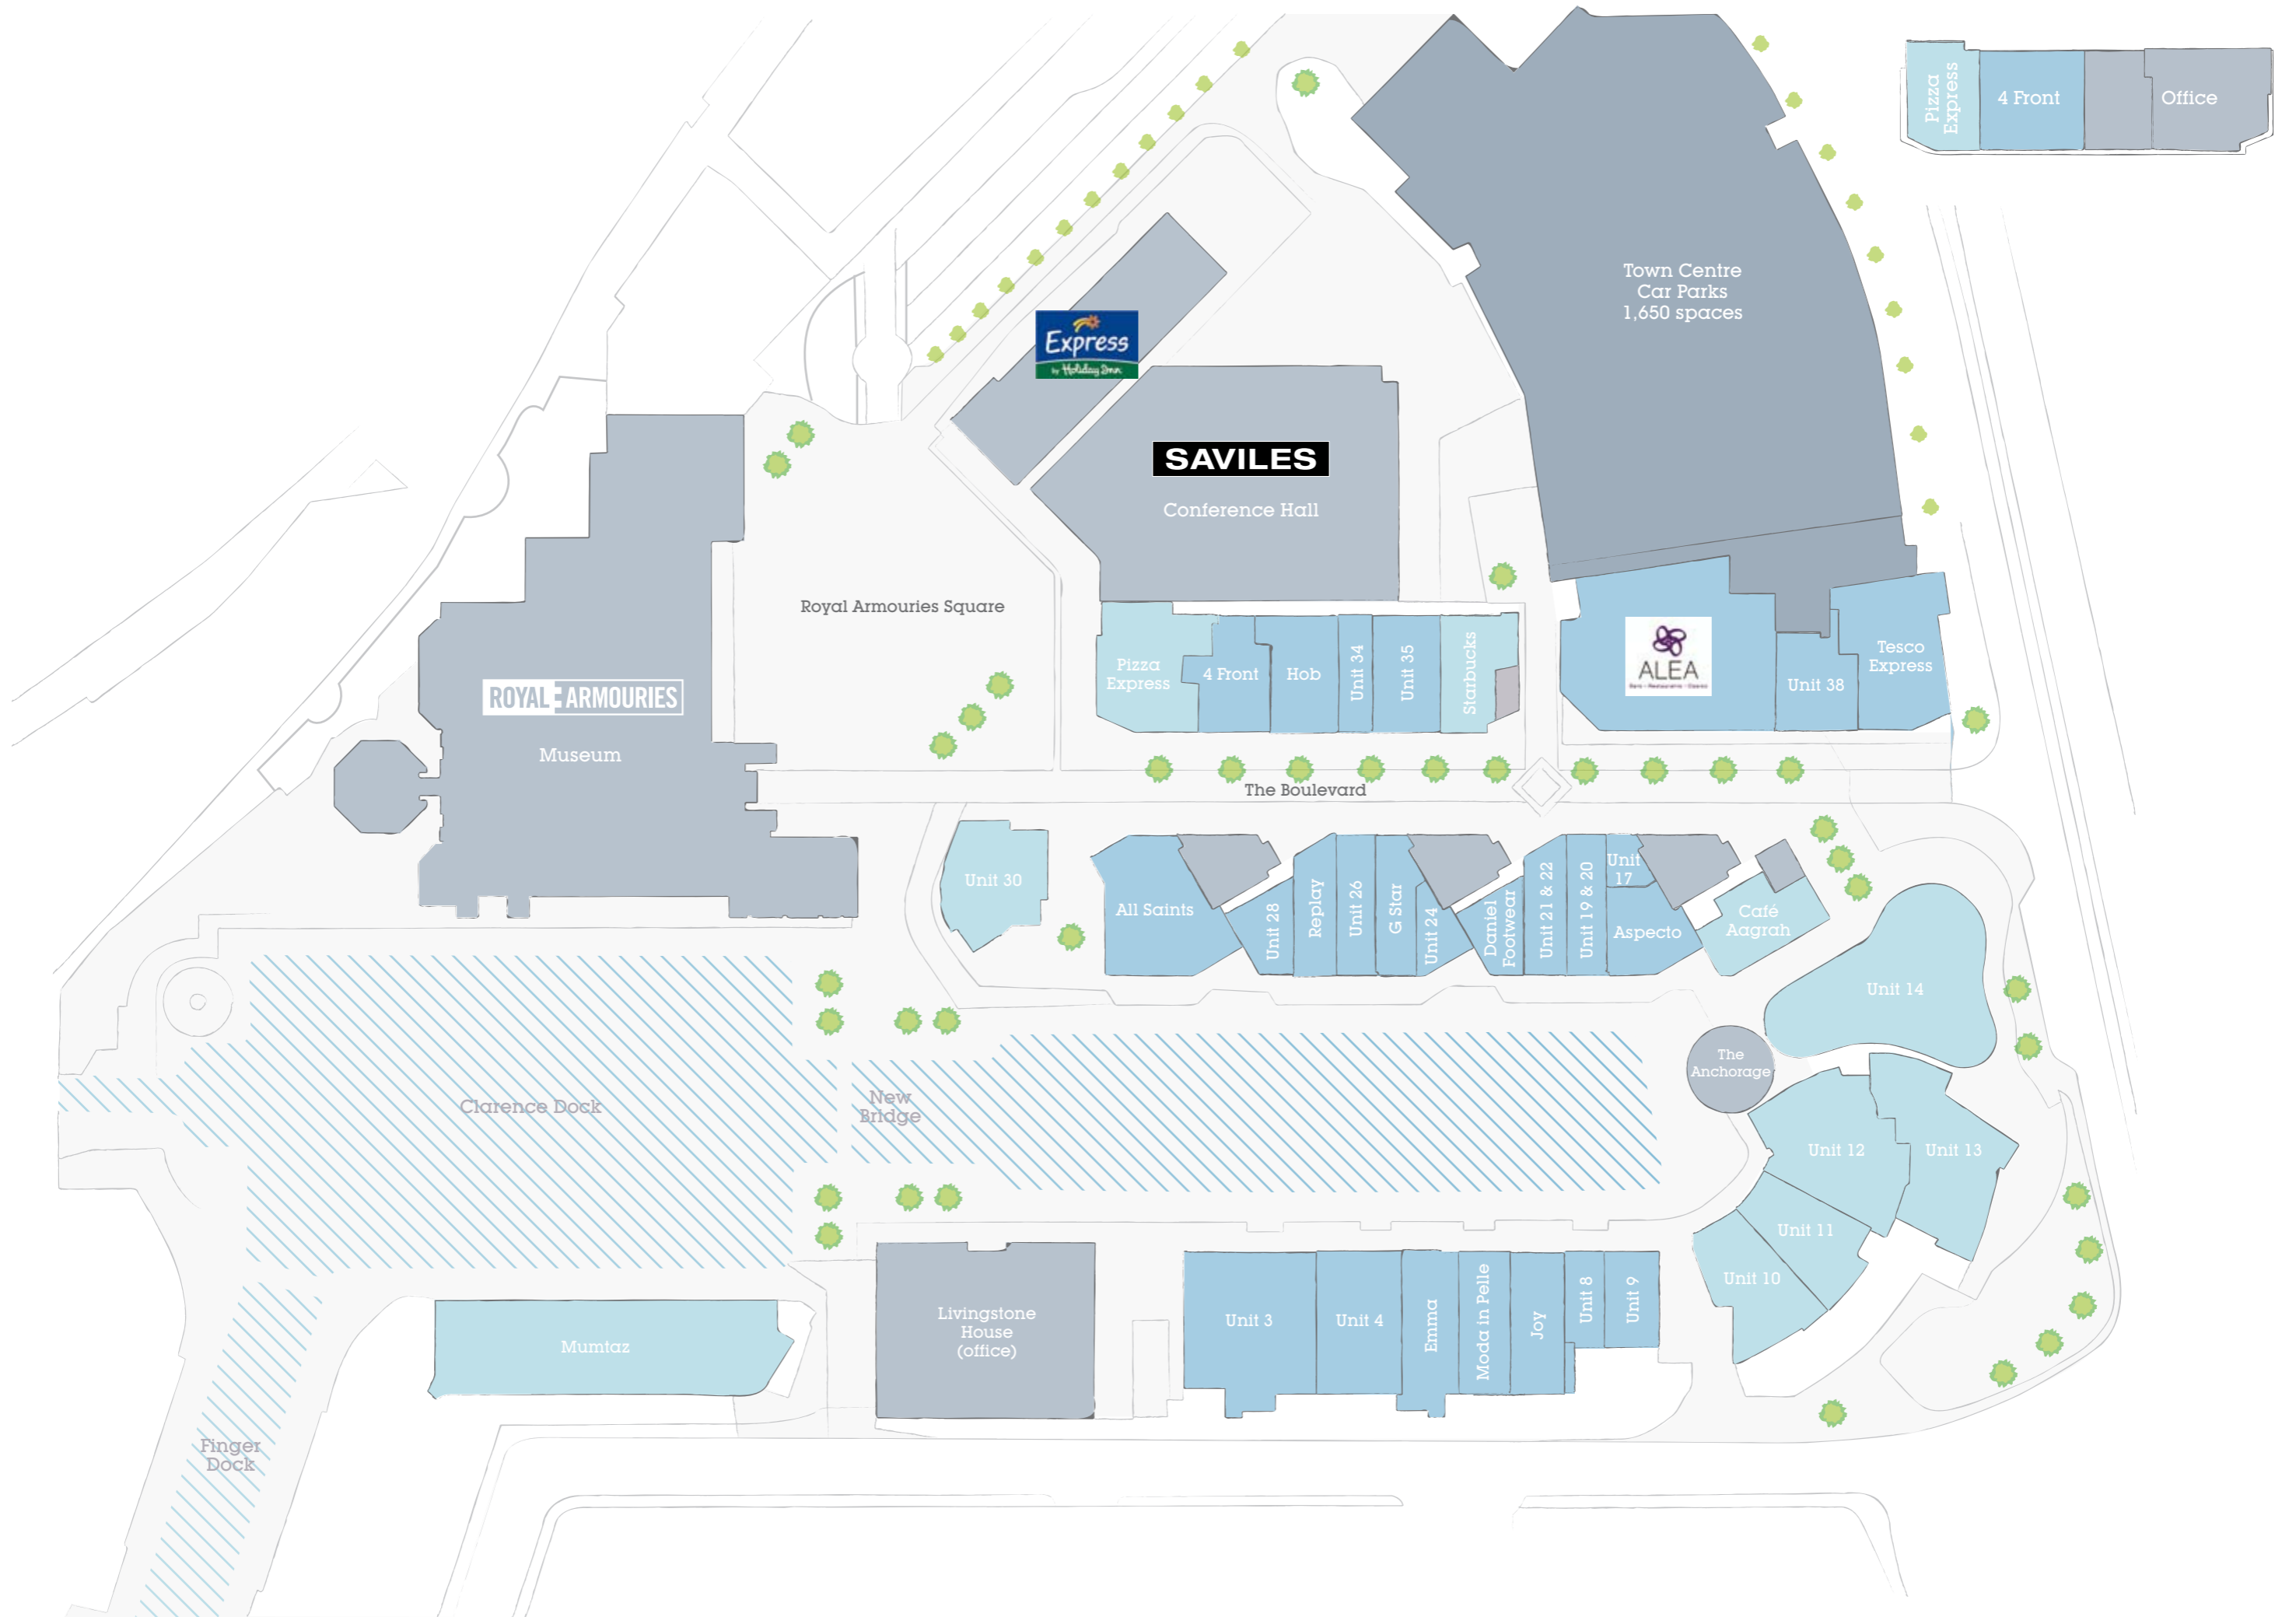 Pizza
Express
4 Front
Office
Town Centre
Car Parks
1,650 spaces
Express
by Holiday Inn
SAVILES
Conference Hall
Royal Armouries Square
ROYAL ARMOURIES
Museum
Pizza
Express
4 Front
Hob
Unit 34
Unit 35
Starbucks
ALEA
Unit 38
Tesco
Express
The Boulevard
Unit 30
All Saints
Unit 28
Replay
Unit 26
G Star
Unit 24
Daniel
Footwear
Unit 21 & 22
Unit 19 & 20
Unit
17
Aspecto
Café
Aagrah
Unit 14
The
Anchorage
Clarence Dock
New
Bridge
Unit 12
Unit 13
Unit 11
Unit 10
Livingstone
House
(office)
Unit 3
Unit 4
Emma
Moda in Pelle
Joy
Unit 8
Unit 9
Mumtaz
Finger
Dock